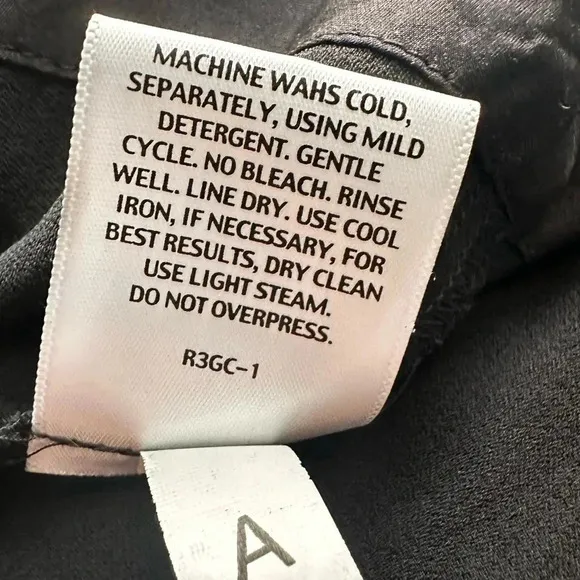 MACHINE WAHS COLD,
SEPARATELY, USING MILD
DETERGENT. GENTLE
CYCLE. NO BLEACH. RINSE
WELL. LINE DRY. USE COOL
IRON, IF NECESSARY, FOR
BEST RESULTS, DRY CLEAN
USE LIGHT STEAM.
DO NOT OVERPRESS.
R3GC-1
A